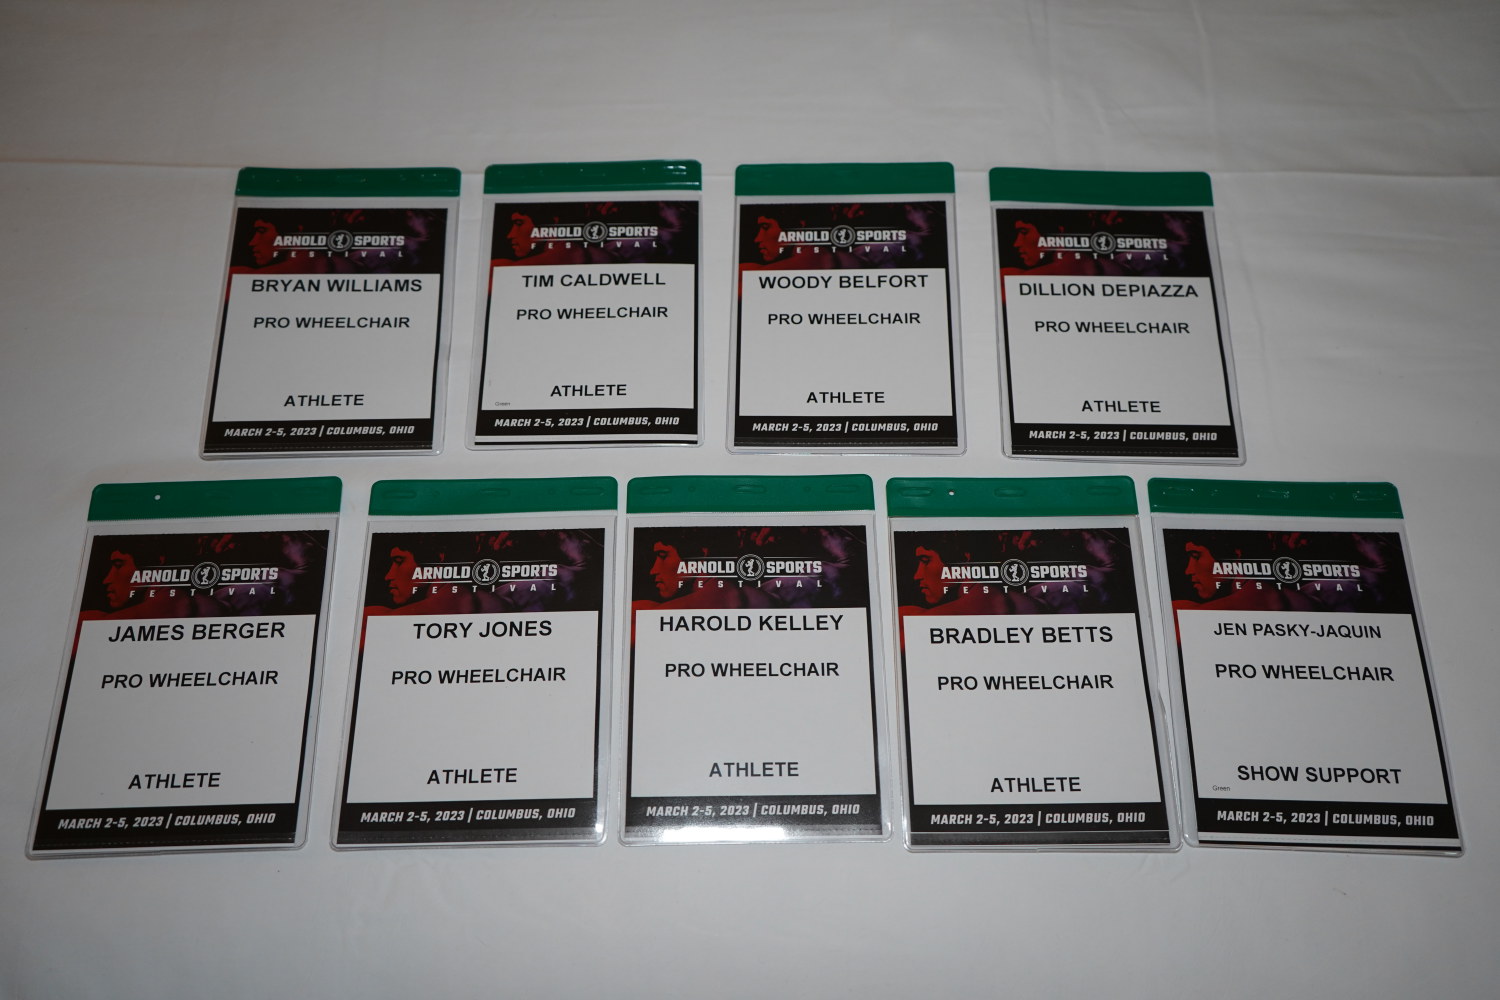 ARNOLD SPORTS
FESTIVAL
BRYAN WILLIAMS
PRO WHEELCHAIR
ATHLETE
MARCH 2-5, 2023 | COLUMBUS, OHIO
ARNOLD SPORTS
FESTIVAL
TIM CALDWELL
PRO WHEELCHAIR
ATHLETE
Green
MARCH 2-5, 2023 | COLUMBUS, OHIO
ARNOLD SPORTS
FESTIVAL
WOODY BELFORT
PRO WHEELCHAIR
ATHLETE
MARCH 2-5, 2023 | COLUMBUS, OHIO
ARNOLD SPORTS
FESTIVAL
DILLION DEPIAZZA
PRO WHEELCHAIR
ATHLETE
MARCH 2-5, 2023 | COLUMBUS, OHIO
ARNOLD SPORTS
FESTIVAL
JAMES BERGER
PRO WHEELCHAIR
ATHLETE
MARCH 2-5, 2023 | COLUMBUS, OHIO
ARNOLD SPORTS
FESTIVAL
TORY JONES
PRO WHEELCHAIR
ATHLETE
MARCH 2-5, 2023 | COLUMBUS, OHIO
ARNOLD SPORTS
FESTIVAL
HAROLD KELLEY
PRO WHEELCHAIR
ATHLETE
MARCH 2-5, 2023 | COLUMBUS, OHIO
ARNOLD SPORTS
FESTIVAL
BRADLEY BETTS
PRO WHEELCHAIR
ATHLETE
MARCH 2-5, 2023 | COLUMBUS, OHIO
ARNOLD SPORTS
FESTIVAL
JEN PASKY-JAQUIN
PRO WHEELCHAIR
SHOW SUPPORT
Green
MARCH 2-5, 2023 | COLUMBUS, OHIO